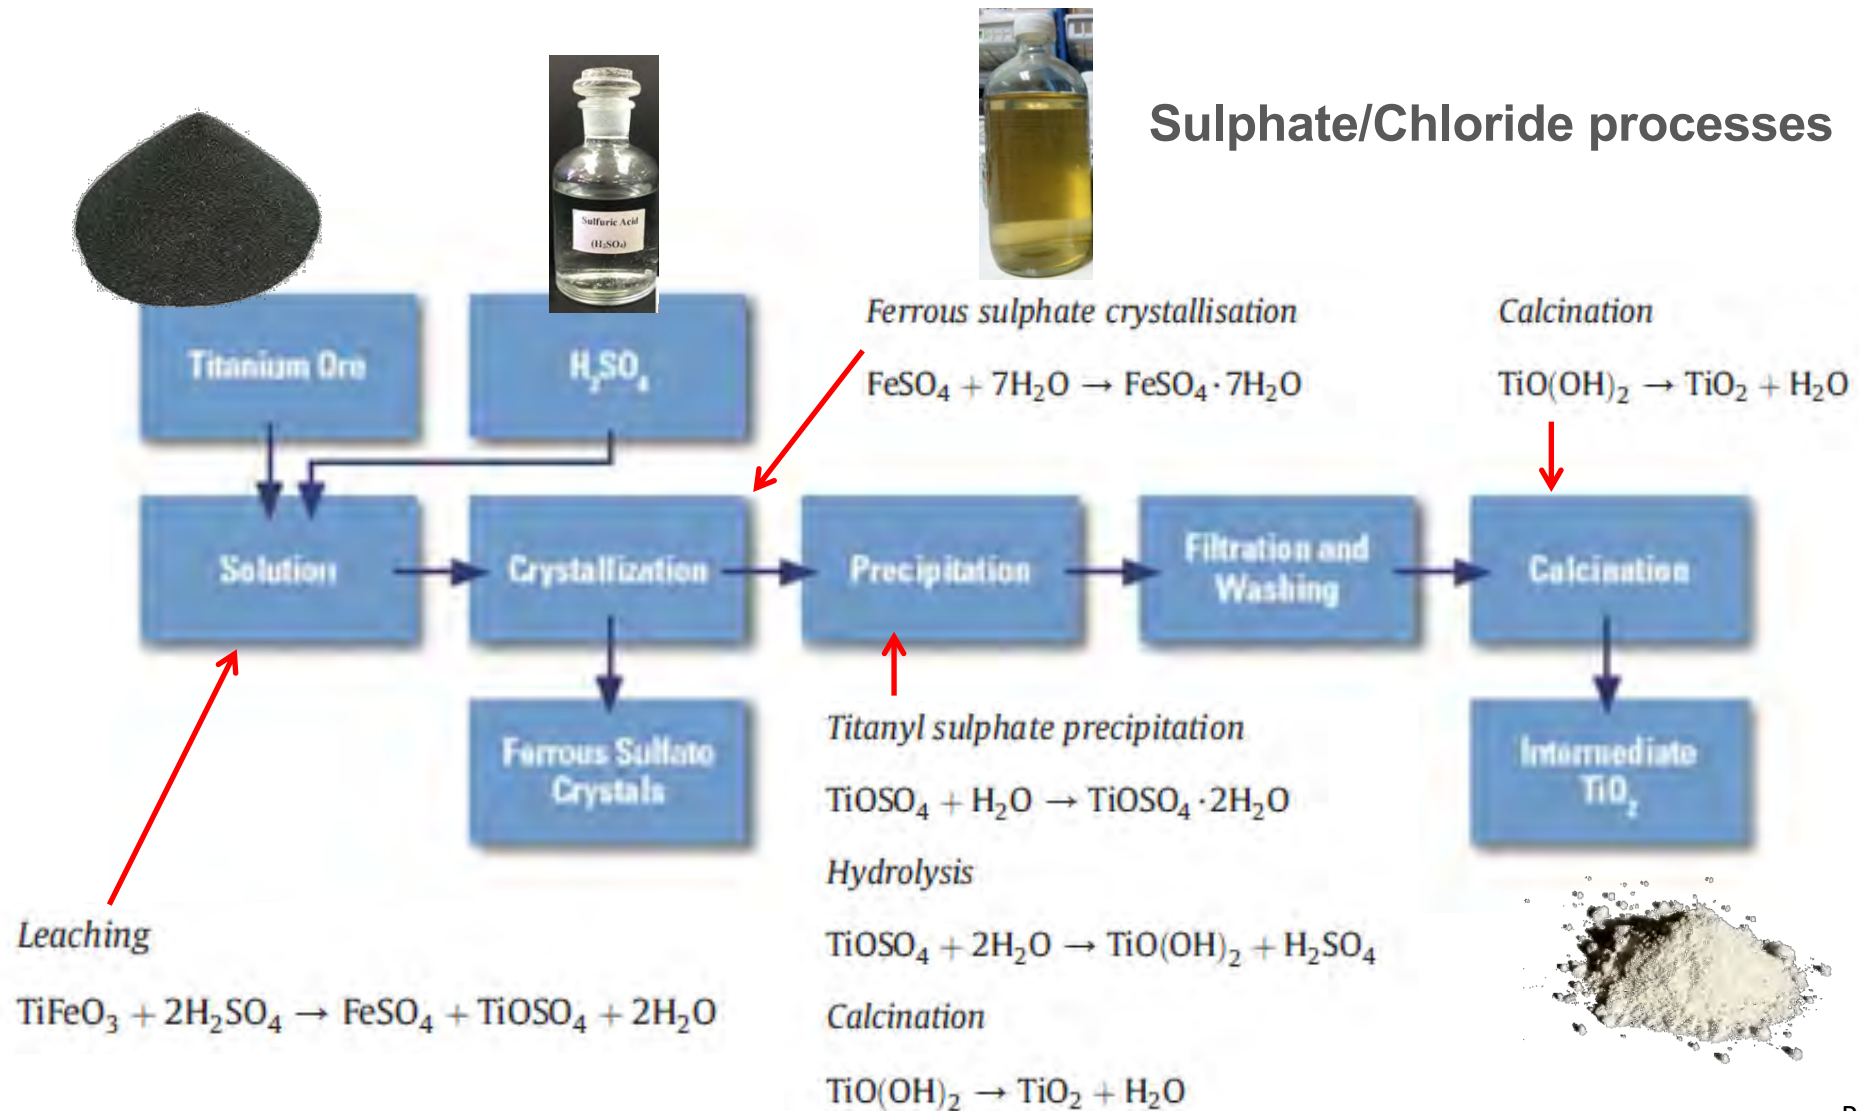 Sulphate/Chloride processes
Sulfuric Acid
(H₂SO₄)
Titanium Ore
H₂SO₄
Ferrous sulphate crystallisation
FeSO₄ + 7H₂O → FeSO₄·7H₂O
Calcination
TiO(OH)₂ → TiO₂ + H₂O
Solution
Crystallization
Precipitation
Filtration and
Washing
Calcination
Ferrous Sulfate
Crystals
Intermediate
TiO₂
Titanyl sulphate precipitation
TiOSO₄ + H₂O → TiOSO₄·2H₂O
Hydrolysis
TiOSO₄ + 2H₂O → TiO(OH)₂ + H₂SO₄
Calcination
TiO(OH)₂ → TiO₂ + H₂O
Leaching
TiFeO₃ + 2H₂SO₄ → FeSO₄ + TiOSO₄ + 2H₂O